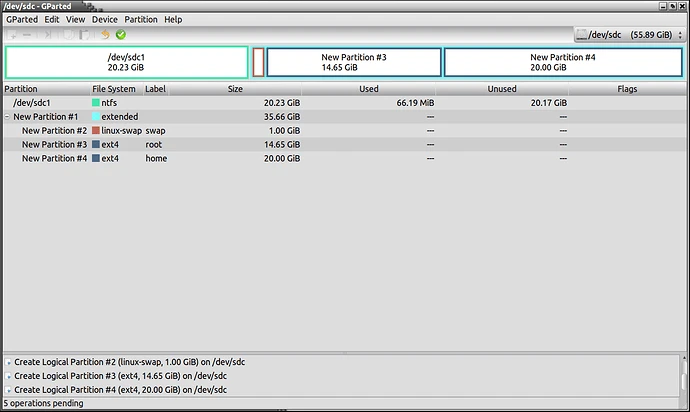 /dev/sdc - GParted
GParted Edit View Device Partition Help
/dev/sdc (55.89 GiB)
/dev/sdc1
20.23 GiB
New Partition #3
14.65 GiB
New Partition #4
20.00 GiB
Partition File System Label Size Used Unused Flags
/dev/sdc1 ntfs 20.23 GiB 66.19 MiB 20.17 GiB
New Partition #1 extended 35.66 GiB --- ---
New Partition #2 linux-swap swap 1.00 GiB --- ---
New Partition #3 ext4 root 14.65 GiB --- ---
New Partition #4 ext4 home 20.00 GiB --- ---
Create Logical Partition #2 (linux-swap, 1.00 GiB) on /dev/sdc
Create Logical Partition #3 (ext4, 14.65 GiB) on /dev/sdc
Create Logical Partition #4 (ext4, 20.00 GiB) on /dev/sdc
5 operations pending